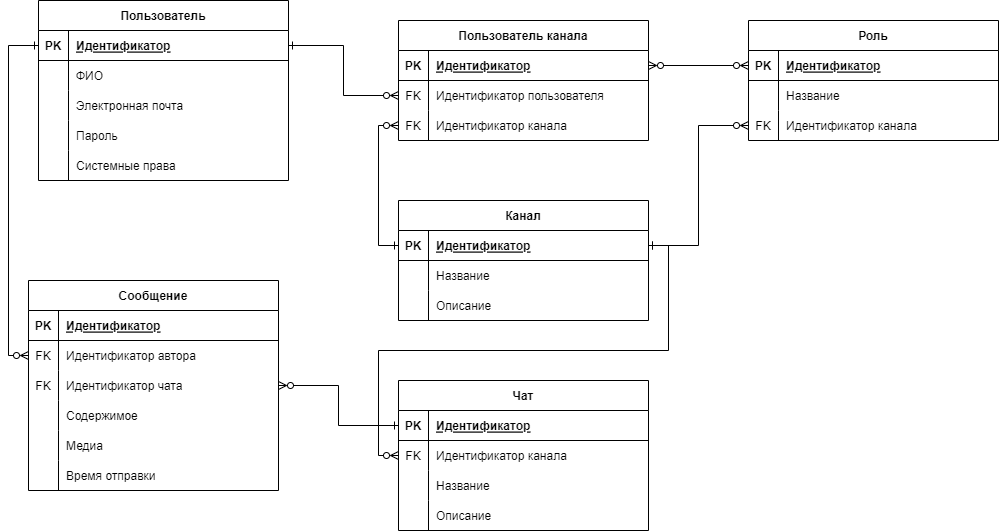 Пользователь
PK Идентификатор
ФИО
Электронная почта
Пароль
Системные права
Пользователь канала
PK Идентификатор
FK Идентификатор пользователя
FK Идентификатор канала
Роль
PK Идентификатор
Название
FK Идентификатор канала
Канал
PK Идентификатор
Название
Описание
Сообщение
PK Идентификатор
FK Идентификатор автора
FK Идентификатор чата
Содержимое
Медиа
Время отправки
Чат
PK Идентификатор
FK Идентификатор канала
Название
Описание